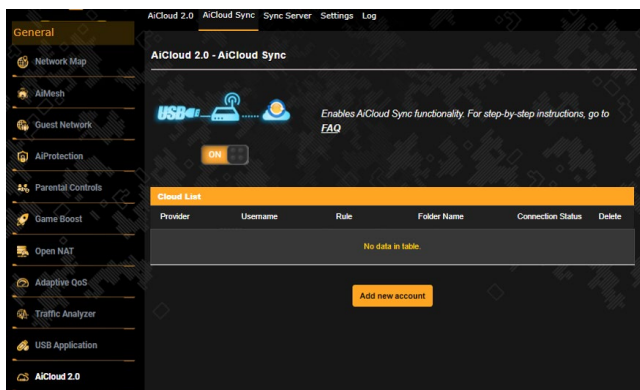 AiCloud 2.0 AiCloud Sync Sync Server Settings Log
General
Network Map
AiMesh
Guest Network
AiProtection
Parental Controls
Game Boost
Open NAT
Adaptive QoS
Traffic Analyzer
USB Application
AiCloud 2.0
AiCloud 2.0 - AiCloud Sync
USB
Enables AiCloud Sync functionality. For step-by-step instructions, go to
FAQ
ON
Cloud List
Provider Username Rule Folder Name Connection Status Delete
No data in table.
Add new account